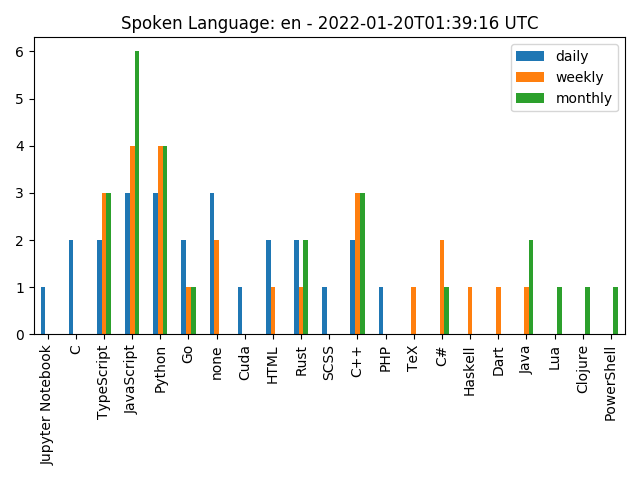 Spoken Language: en - 2022-01-20T01:39:16 UTC
daily
weekly
monthly
6
5
4
3
2
1
0
Jupyter Notebook
C
TypeScript
JavaScript
Python
Go
none
Cuda
HTML
Rust
SCSS
C++
PHP
TeX
C#
Haskell
Dart
Java
Lua
Clojure
PowerShell